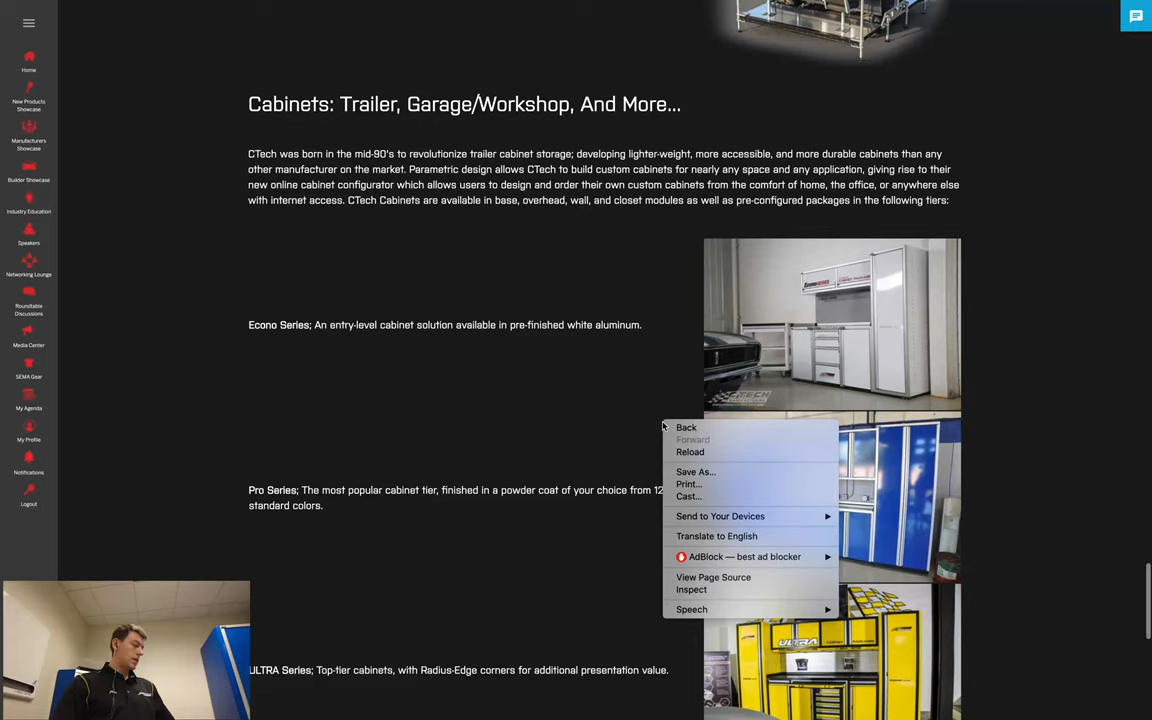 Home
New Products
Showcase
Manufacturers
Showcase
Builder Showcase
Industry Education
Speakers
Networking Lounge
Roundtable
Discussions
Media Center
SEMA Gear
My Agenda
My Profile
Notifications
Logout
Cabinets: Trailer, Garage/Workshop, And More...
CTech was born in the mid-90's to revolutionize trailer cabinet storage; developing lighter-weight, more accessible, and more durable cabinets than any
other manufacturer on the market. Parametric design allows CTech to build custom cabinets for nearly any space and any application, giving rise to their
new online cabinet configurator which allows users to design and order their own custom cabinets from the comfort of home, the office, or anywhere else
with internet access. CTech Cabinets are available in base, overhead, wall, and closet modules as well as pre-configured packages in the following tiers:
Econo Series; An entry-level cabinet solution available in pre-finished white aluminum.
CTECH
Back
Forward
Reload
Save As...
Print...
Cast...
Send to Your Devices
Translate to English
AdBlock — best ad blocker
View Page Source
Inspect
Speech
Pro Series; The most popular cabinet tier, finished in a powder coat of your choice from 12
standard colors.
ULTRA Series; Top-tier cabinets, with Radius-Edge corners for additional presentation value.
ULTRA